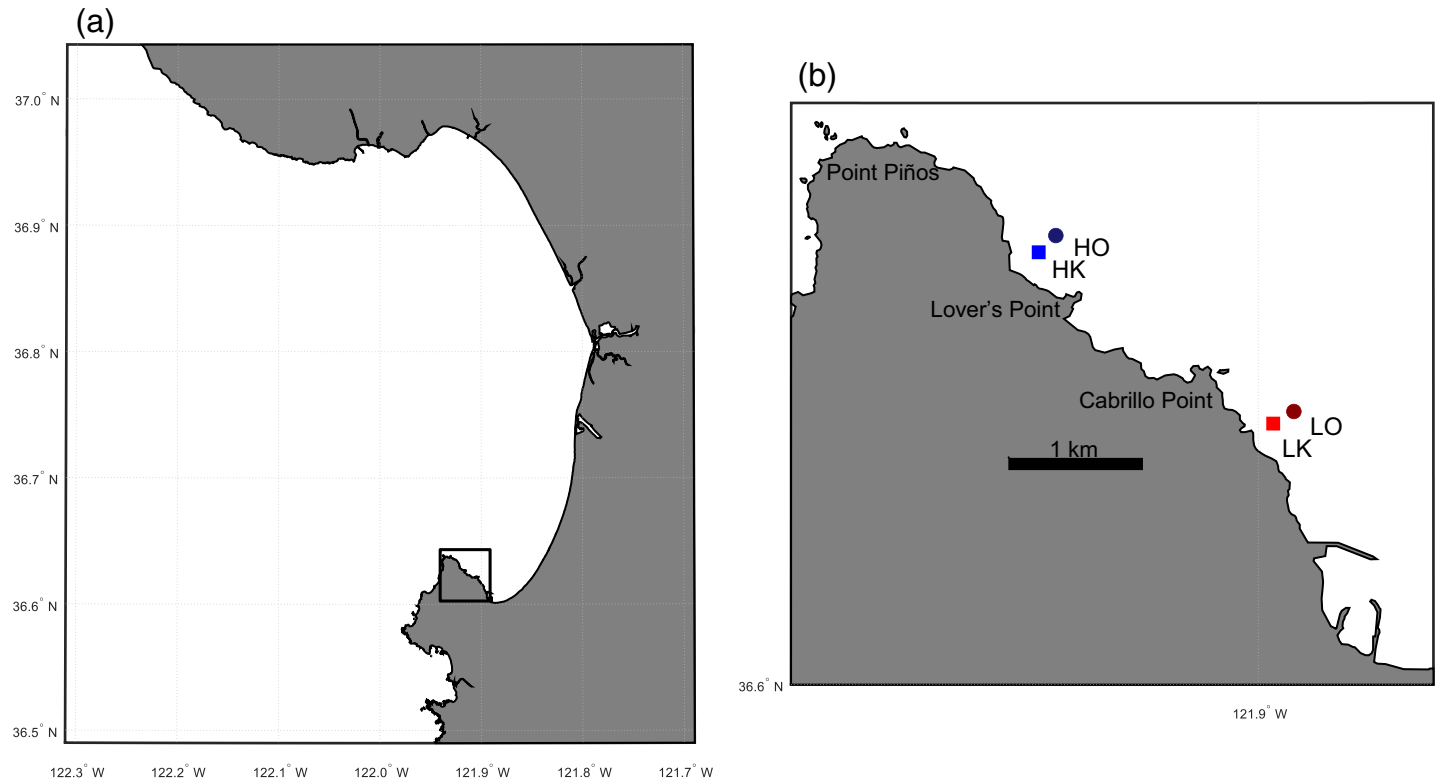 (a)
37.0° N
36.9° N
36.8° N
36.7° N
36.6° N
36.5° N
122.3° W
122.2° W
122.1° W
122.0° W
121.9° W
121.8° W
121.7° W
(b)
Point Piños
HO
HK
Lover's Point
Cabrillo Point
LO
LK
1 km
36.6° N
121.9° W